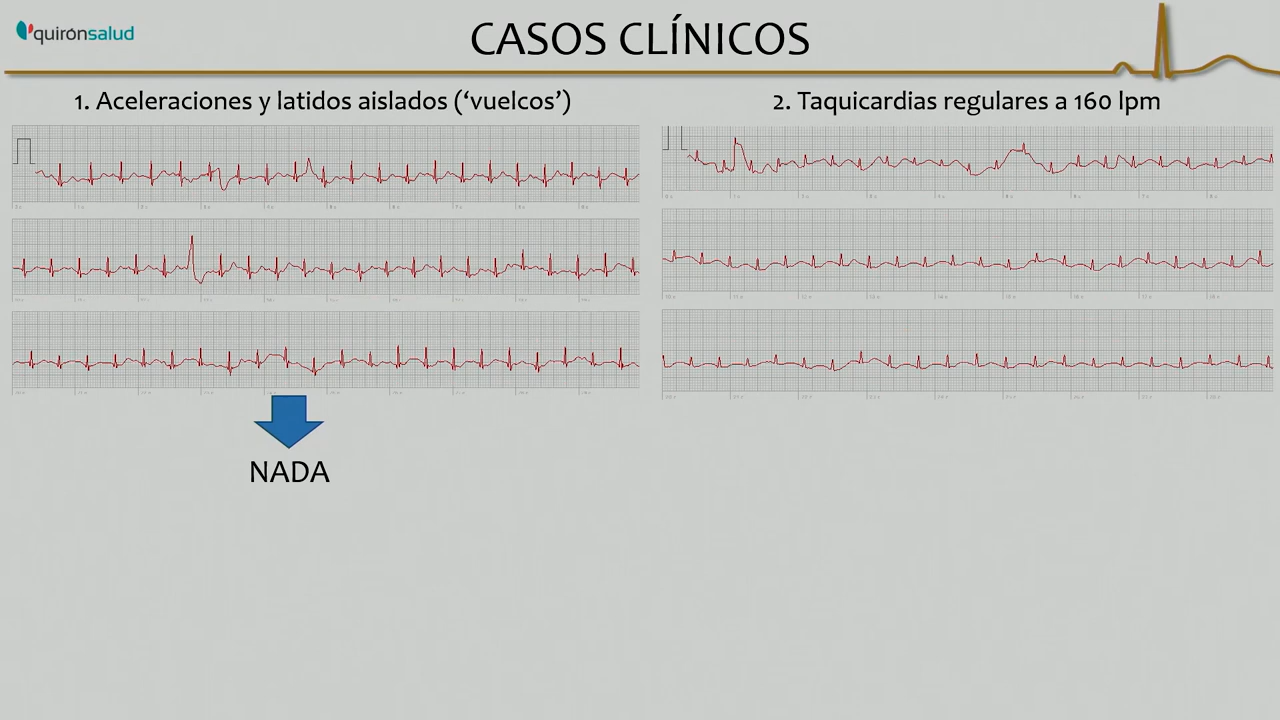 quirónsalud
CASOS CLÍNICOS
1. Aceleraciones y latidos aislados (‘vuelcos’)
2. Taquicardias regulares a 160 lpm
NADA